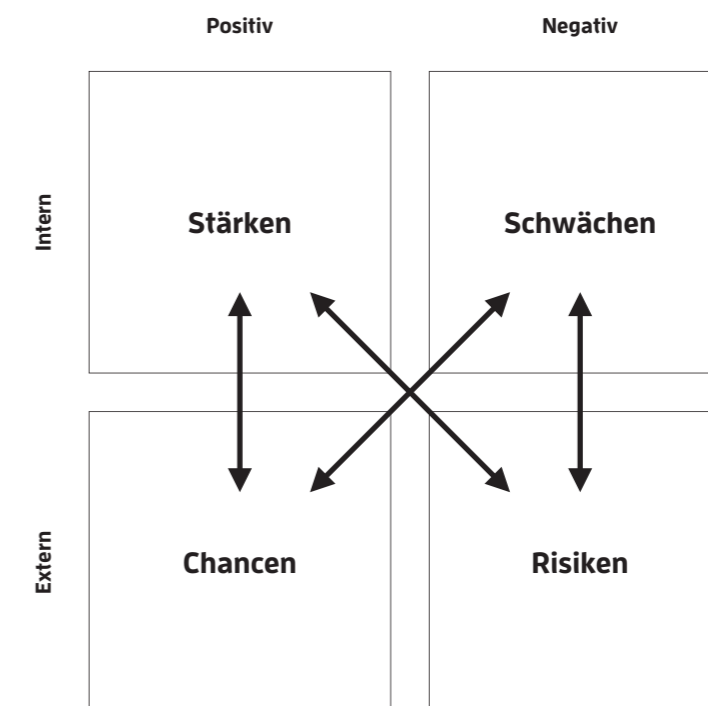 Positiv
Negativ
Intern
Stärken
Schwächen
Extern
Chancen
Risiken